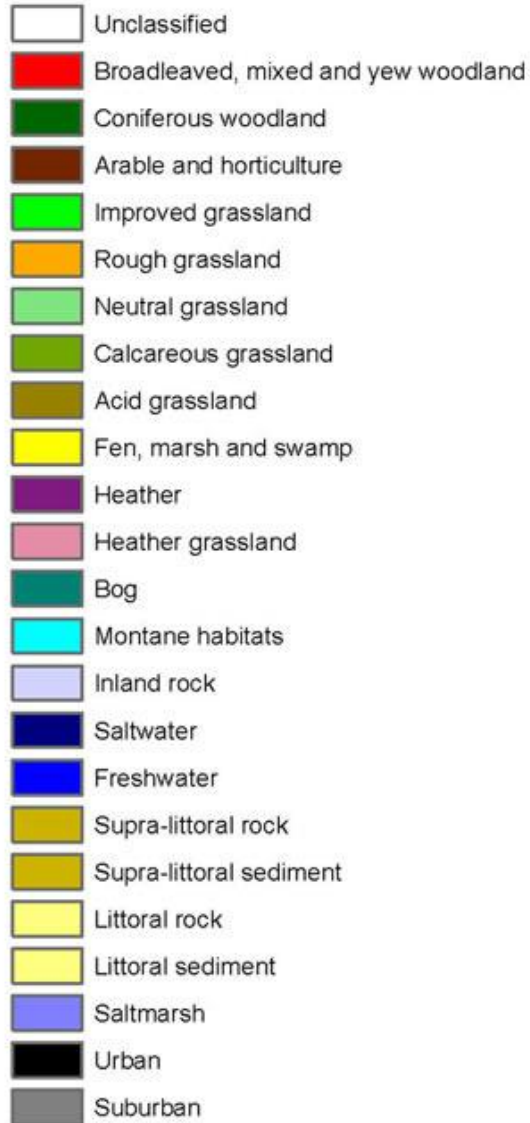 Unclassified
Broadleaved, mixed and yew woodland
Coniferous woodland
Arable and horticulture
Improved grassland
Rough grassland
Neutral grassland
Calcareous grassland
Acid grassland
Fen, marsh and swamp
Heather
Heather grassland
Bog
Montane habitats
Inland rock
Saltwater
Freshwater
Supra-littoral rock
Supra-littoral sediment
Littoral rock
Littoral sediment
Saltmarsh
Urban
Suburban